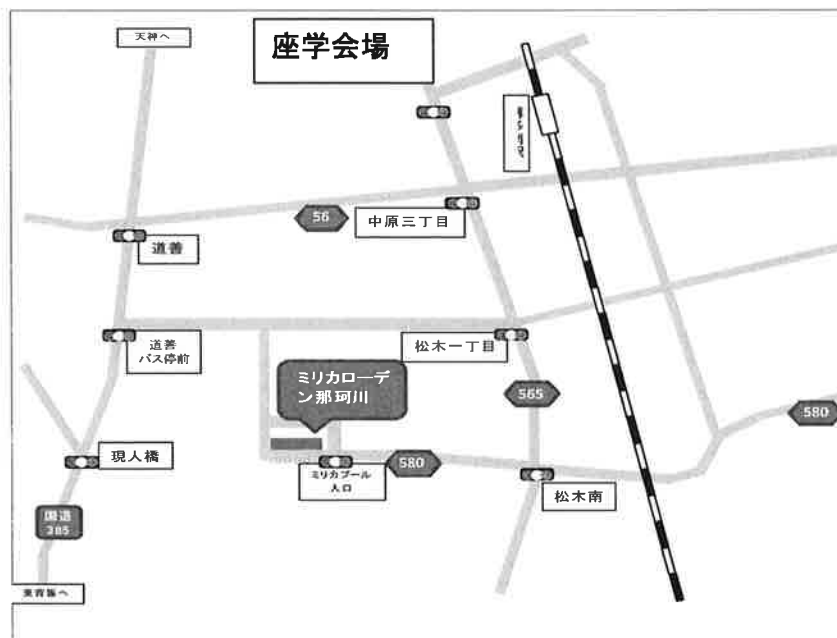 天神へ
座学会場
56
中原三丁目
道善
道善
バス停前
松木一丁目
ミリカローデ
ン那珂川
565
580
現人橋
ミリカプール
入口
580
松木南
国道
385
東背振へ